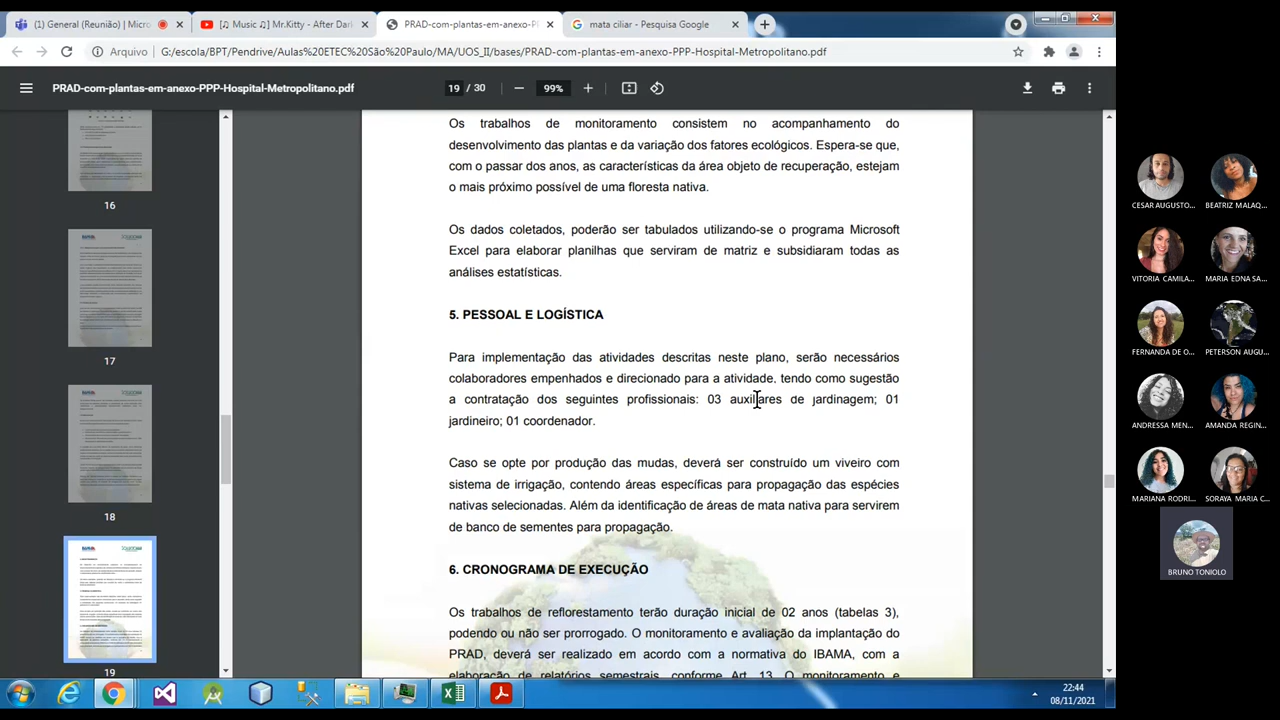 (1) General (Reunião) | Micro
[♫ Music ♫] Mr.Kitty - After Dar
PRAD-com-plantas-em-anexo-PP
mata ciliar - Pesquisa Google
Arquivo | G:/escola/BPT/Pendrive/Aulas%20ETEC%20São%20Paulo/MA/UOS_II/bases/PRAD-com-plantas-em-anexo-PPP-Hospital-Metropolitano.pdf
PRAD-com-plantas-em-anexo-PPP-Hospital-Metropolitano.pdf
19 / 30
99%
16
17
18
19
Os trabalhos de monitoramento consistem no acompanhamento do
desenvolvimento das plantas e da variação dos fatores ecológicos. Espera-se que,
com o passar dos anos, as características da área objeto de recuperação, estejam
o mais próximo possível de uma floresta nativa.
Os dados coletados, poderão ser tabulados utilizando-se o programa Microsoft
Excel para elaborar planilhas que serviram de matriz e subsidiaram todas as
análises estatísticas.
5. PESSOAL E LOGÍSTICA
Para implementação das atividades descritas neste plano, serão necessários
colaboradores empenhados e direcionado para a atividade, tendo como sugestão
a contratação dos seguintes profissionais: 03 auxiliares de jardinagem; 01
jardineiro; 01 coordenador.
Caso se opte por produção das mudas, deverá ser construído um viveiro com
sistema de irrigação, contendo áreas específicas para propagação das espécies
nativas selecionadas. Além da identificação de áreas de mata nativa para servirem
de banco de sementes para propagação.
6. CRONOGRAMA DE EXECUÇÃO
Os trabalhos de reflorestamento terão duração inicial de 02 anos (tabelas 3),
podendo ou não ser prorrogado. O monitoramento e avaliação da implantação do
PRAD, deverá ser realizado em acordo com a normativa do IBAMA, com a
elaboração de relatórios semestrais, conforme Art. 13. O monitoramento e
CESAR AUGUSTO...
BEATRIZ MALAQ...
VITORIA CAMILA...
MARIA EDNA SA...
FERNANDA DE O...
PETERSON AUGU...
ANDRESSA MEN...
AMANDA REGIN...
MARIANA RODRI...
SORAYA MARIA C...
BRUNO TONIOLO
22:44
08/11/2021